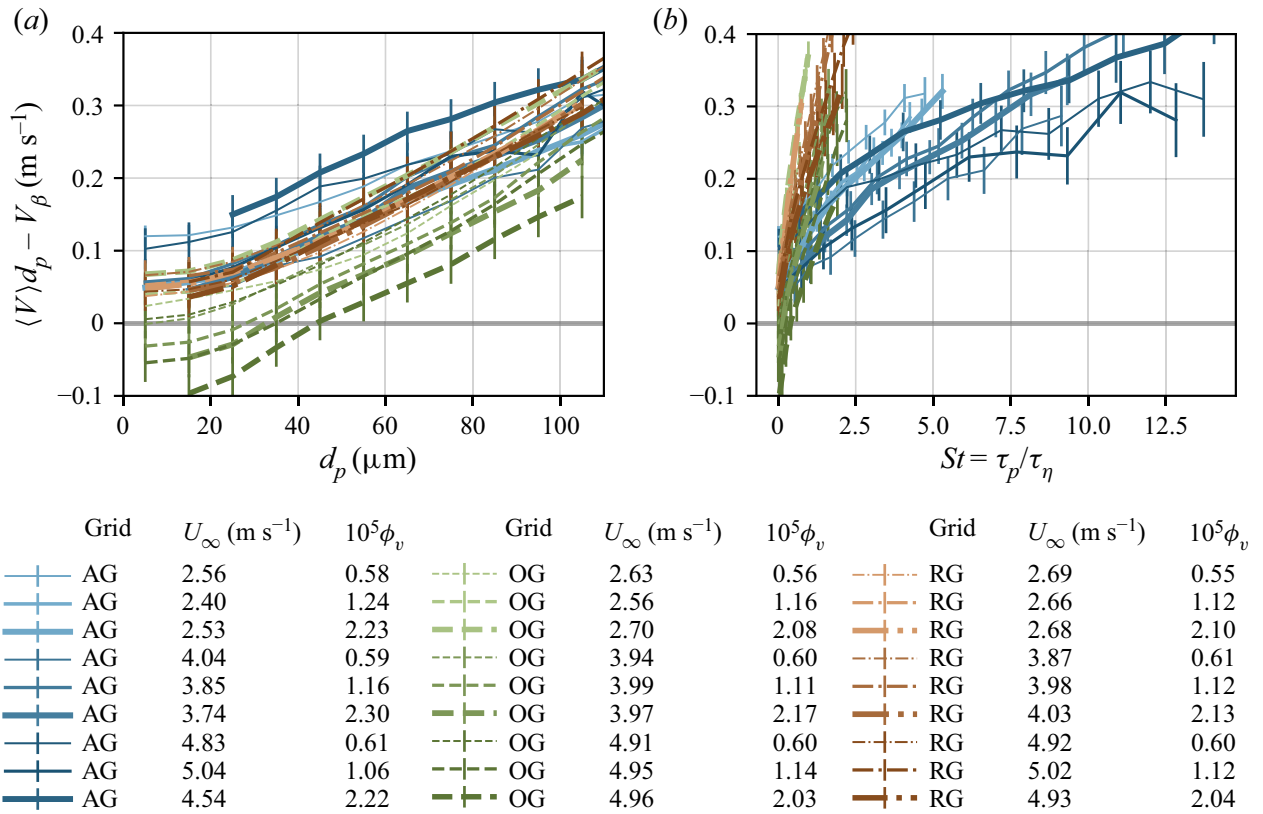 (a)
(b)
0.4
0.3
0.2
0.1
0
−0.1
⟨V⟩d_p − V_β (m s⁻¹)
0 20 40 60 80 100
d_p (μm)
0.4
0.3
0.2
0.1
0
−0.1
0 2.5 5.0 7.5 10.0 12.5
St = τ_p/τ_η
Grid U_∞ (m s⁻¹) 10⁵ϕ_v Grid U_∞ (m s⁻¹) 10⁵ϕ_v Grid U_∞ (m s⁻¹) 10⁵ϕ_v
AG 2.56 0.58 OG 2.63 0.56 RG 2.69 0.55
AG 2.40 1.24 OG 2.56 1.16 RG 2.66 1.12
AG 2.53 2.23 OG 2.70 2.08 RG 2.68 2.10
AG 4.04 0.59 OG 3.94 0.60 RG 3.87 0.61
AG 3.85 1.16 OG 3.99 1.11 RG 3.98 1.12
AG 3.74 2.30 OG 3.97 2.17 RG 4.03 2.13
AG 4.83 0.61 OG 4.91 0.60 RG 4.92 0.60
AG 5.04 1.06 OG 4.95 1.14 RG 5.02 1.12
AG 4.54 2.22 OG 4.96 2.03 RG 4.93 2.04